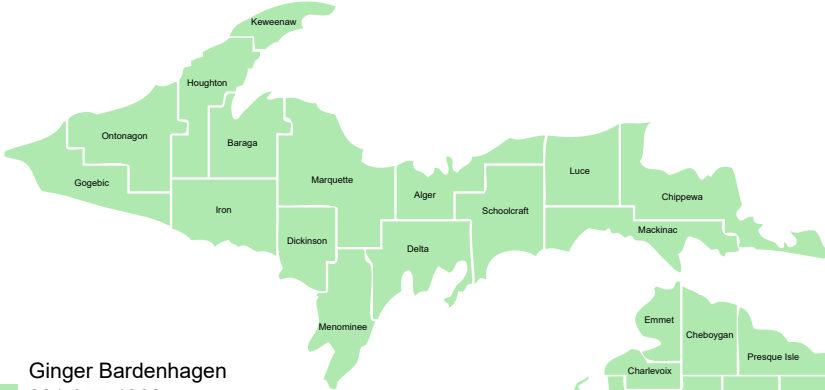 Keweenaw
Houghton
Ontonagon
Baraga
Gogebic
Marquette
Iron
Alger
Luce
Chippewa
Schoolcraft
Mackinac
Dickinson
Delta
Menominee
Emmet
Cheboygan
Presque Isle
Charlevoix
Ginger Bardenhagen